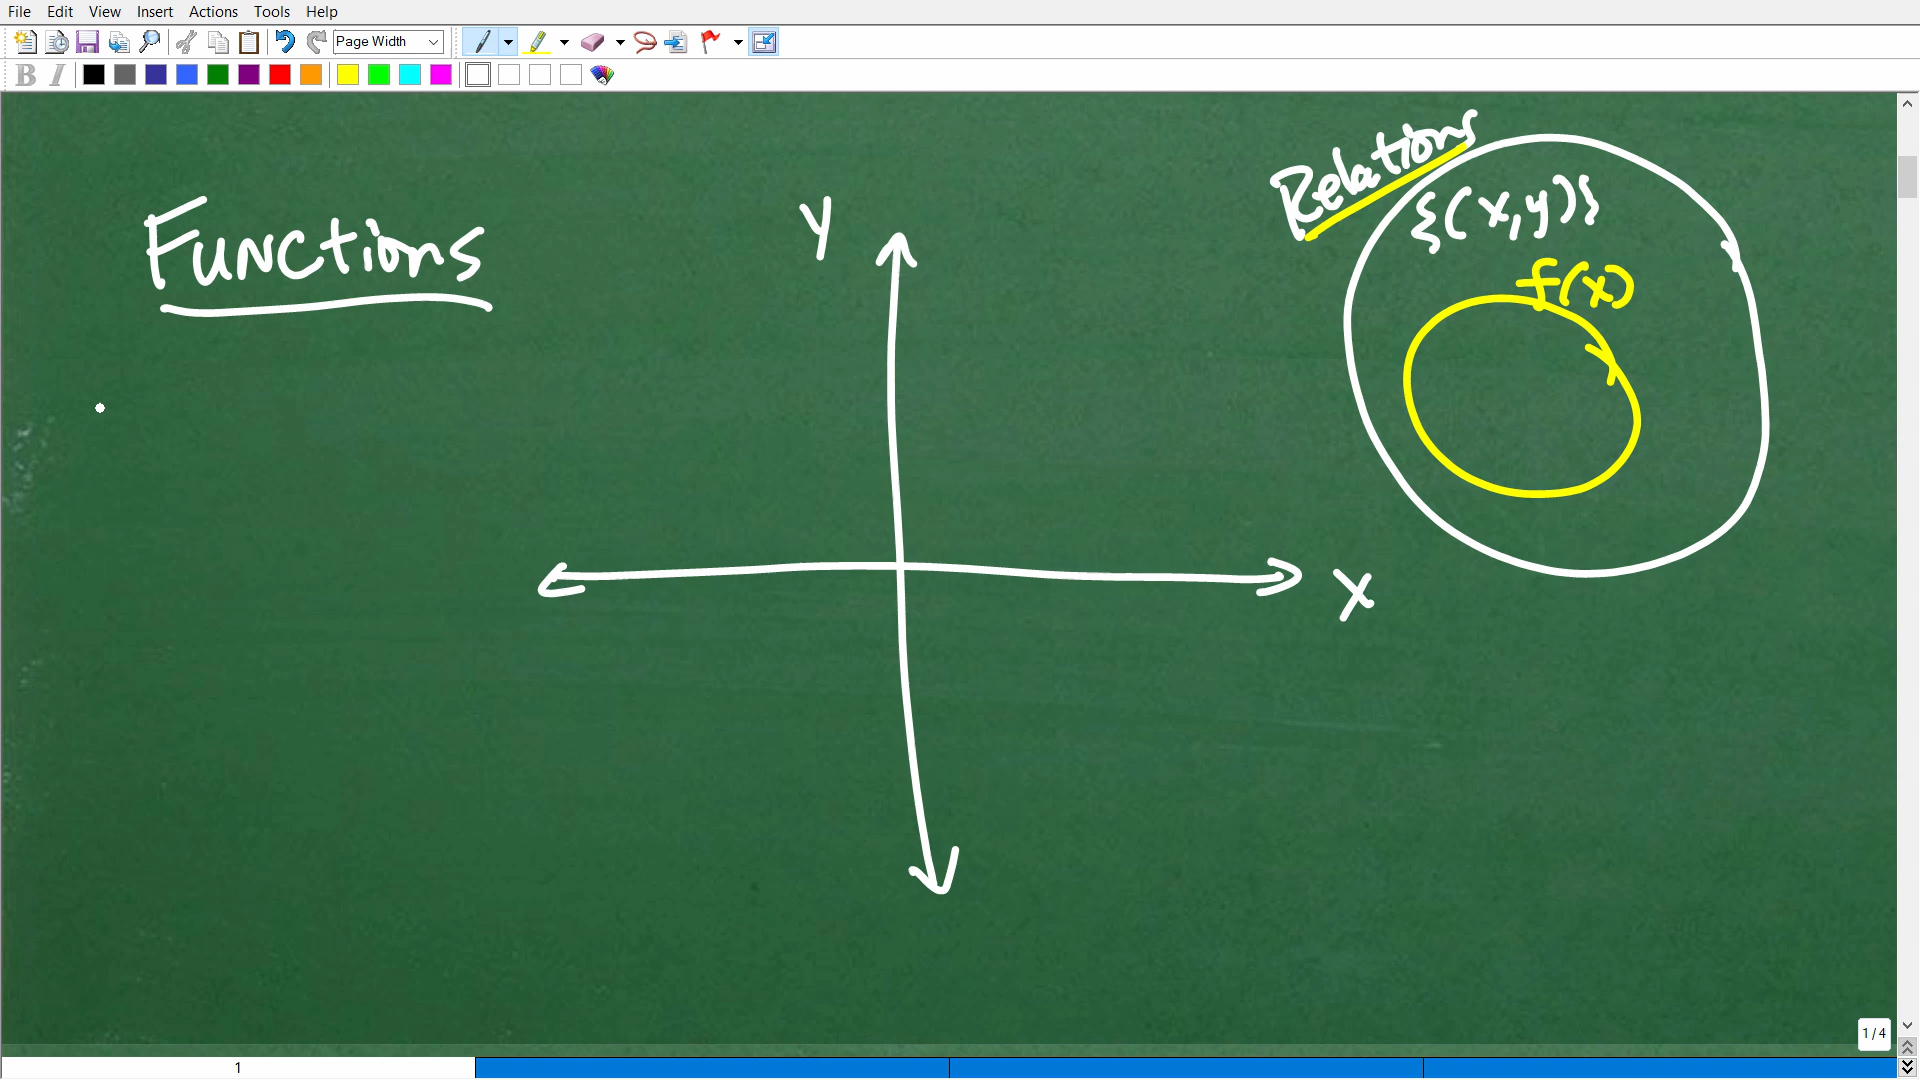 File Edit View Insert Actions Tools Help
Page Width
B I
Relations
{(x,y)}
Functions
y
f(x)
x
1/4
1